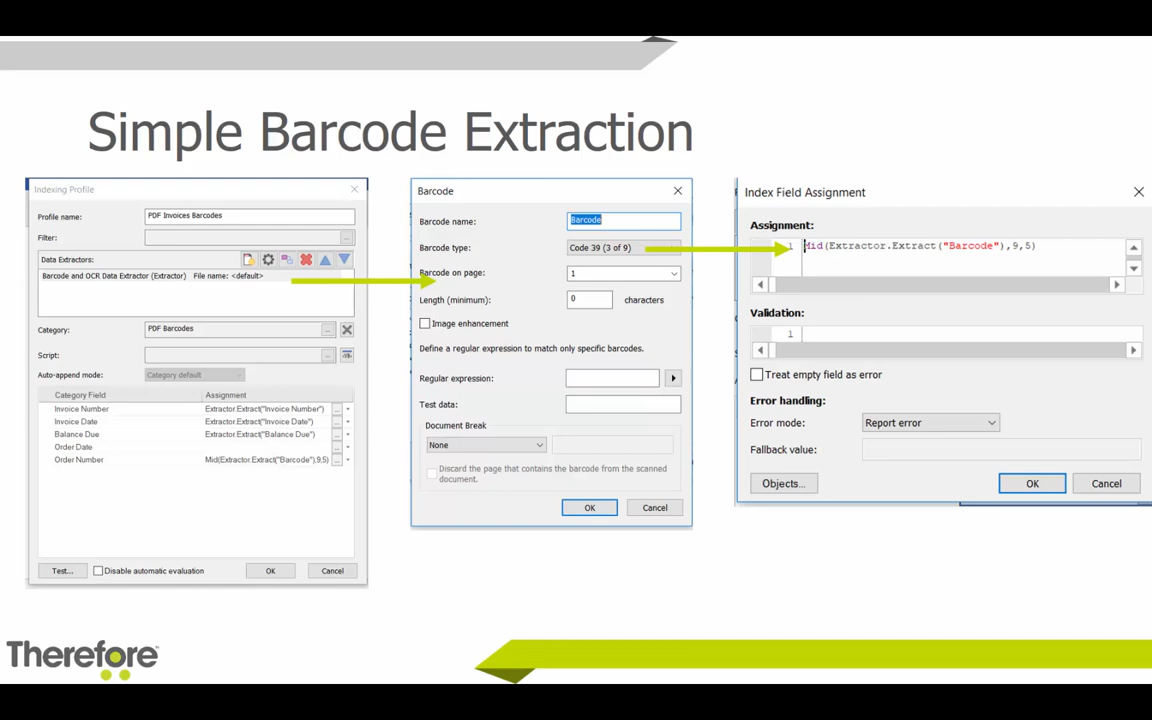 Simple Barcode Extraction
Indexing Profile
Profile name: PDF Invoices Barcodes
Filter: ...
Data Extractors:
Barcode and OCR Data Extractor (Extractor) File name: <default>
Category: PDF Barcodes ...
Script: ...
Auto-append mode: Category default
Category Field Assignment
Invoice Number Extractor.Extract("Invoice Number") ...
Invoice Date Extractor.Extract("Invoice Date") ...
Balance Due Extractor.Extract("Balance Due") ...
Order Date ...
Order Number Mid(Extractor.Extract("Barcode"),9,5) ...
Test... Disable automatic evaluation OK Cancel
Barcode
Barcode name: Barcode
Barcode type: Code 39 (3 of 9)
Barcode on page: 1
Length (minimum): 0 characters
Image enhancement
Define a regular expression to match only specific barcodes.
Regular expression:
Test data:
Document Break
None
Discard the page that contains the barcode from the scanned
document.
OK Cancel
Index Field Assignment
Assignment:
1 Mid(Extractor.Extract("Barcode"),9,5)
Validation:
1
Treat empty field as error
Error handling:
Error mode: Report error
Fallback value:
Objects... OK Cancel
Therefore™